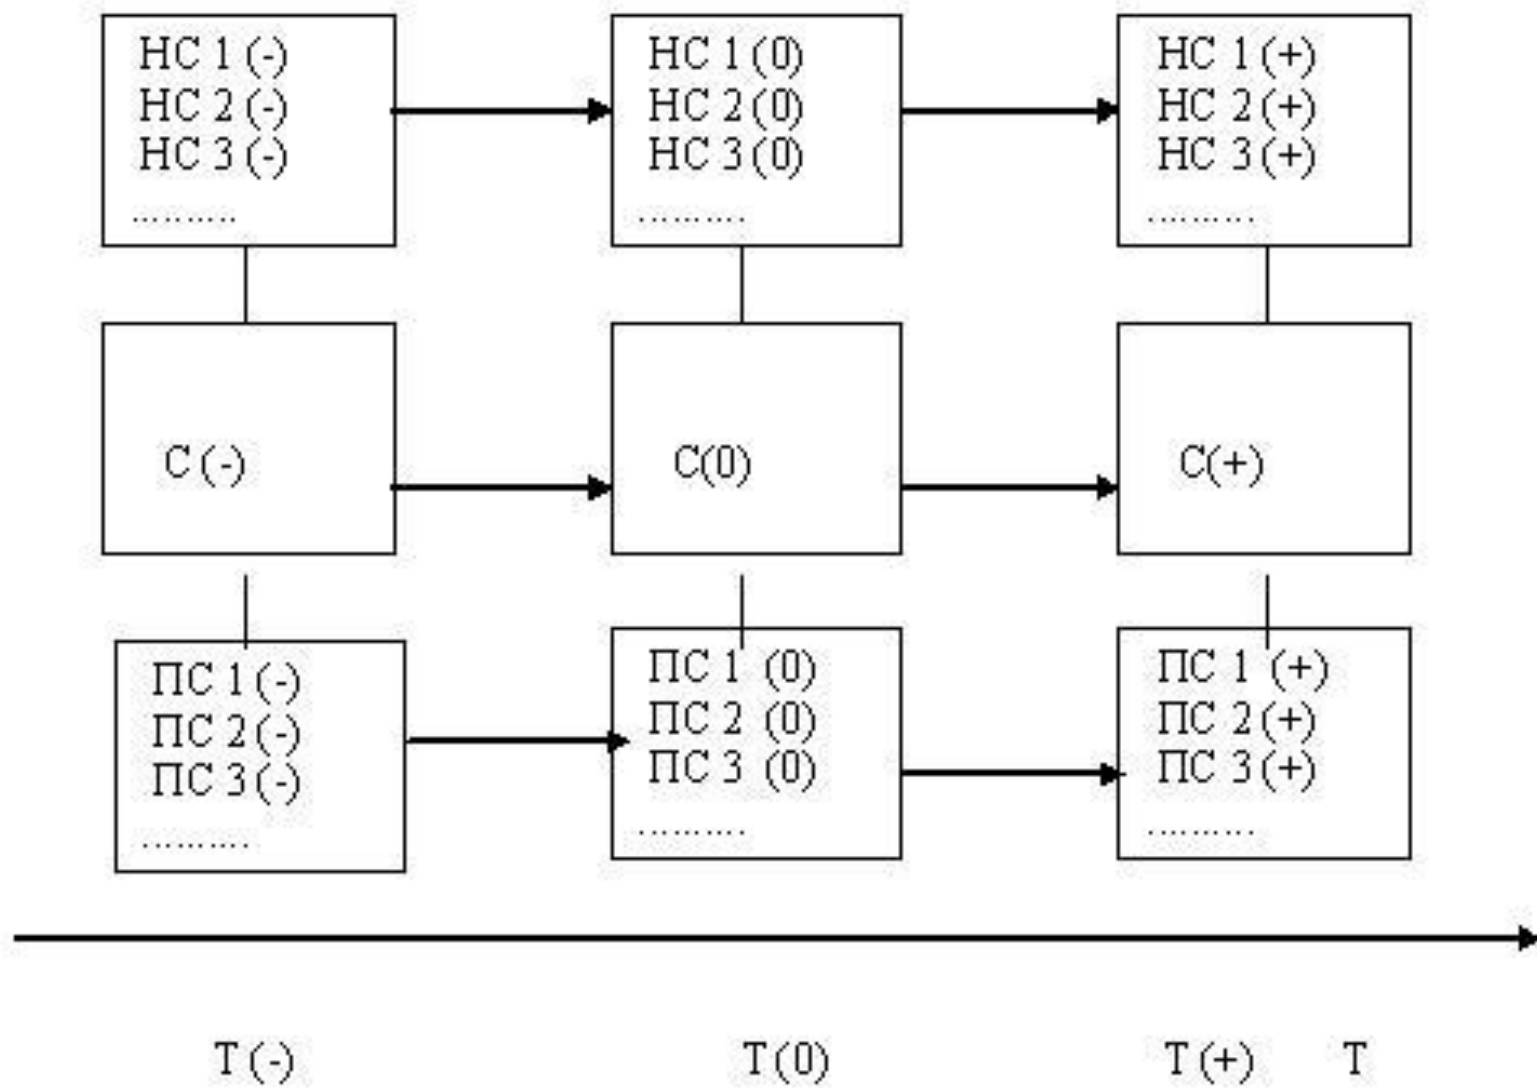 НС 1 (-)
НС 2 (-)
НС 3 (-)
..........
НС 1 (0)
НС 2 (0)
НС 3 (0)
..........
НС 1 (+)
НС 2 (+)
НС 3 (+)
..........
С (-)
С(0)
С(+)
ПС 1 (-)
ПС 2 (-)
ПС 3 (-)
..........
ПС 1 (0)
ПС 2 (0)
ПС 3 (0)
..........
ПС 1 (+)
ПС 2 (+)
ПС 3 (+)
..........
Т (-)
Т (0)
Т (+)
Т